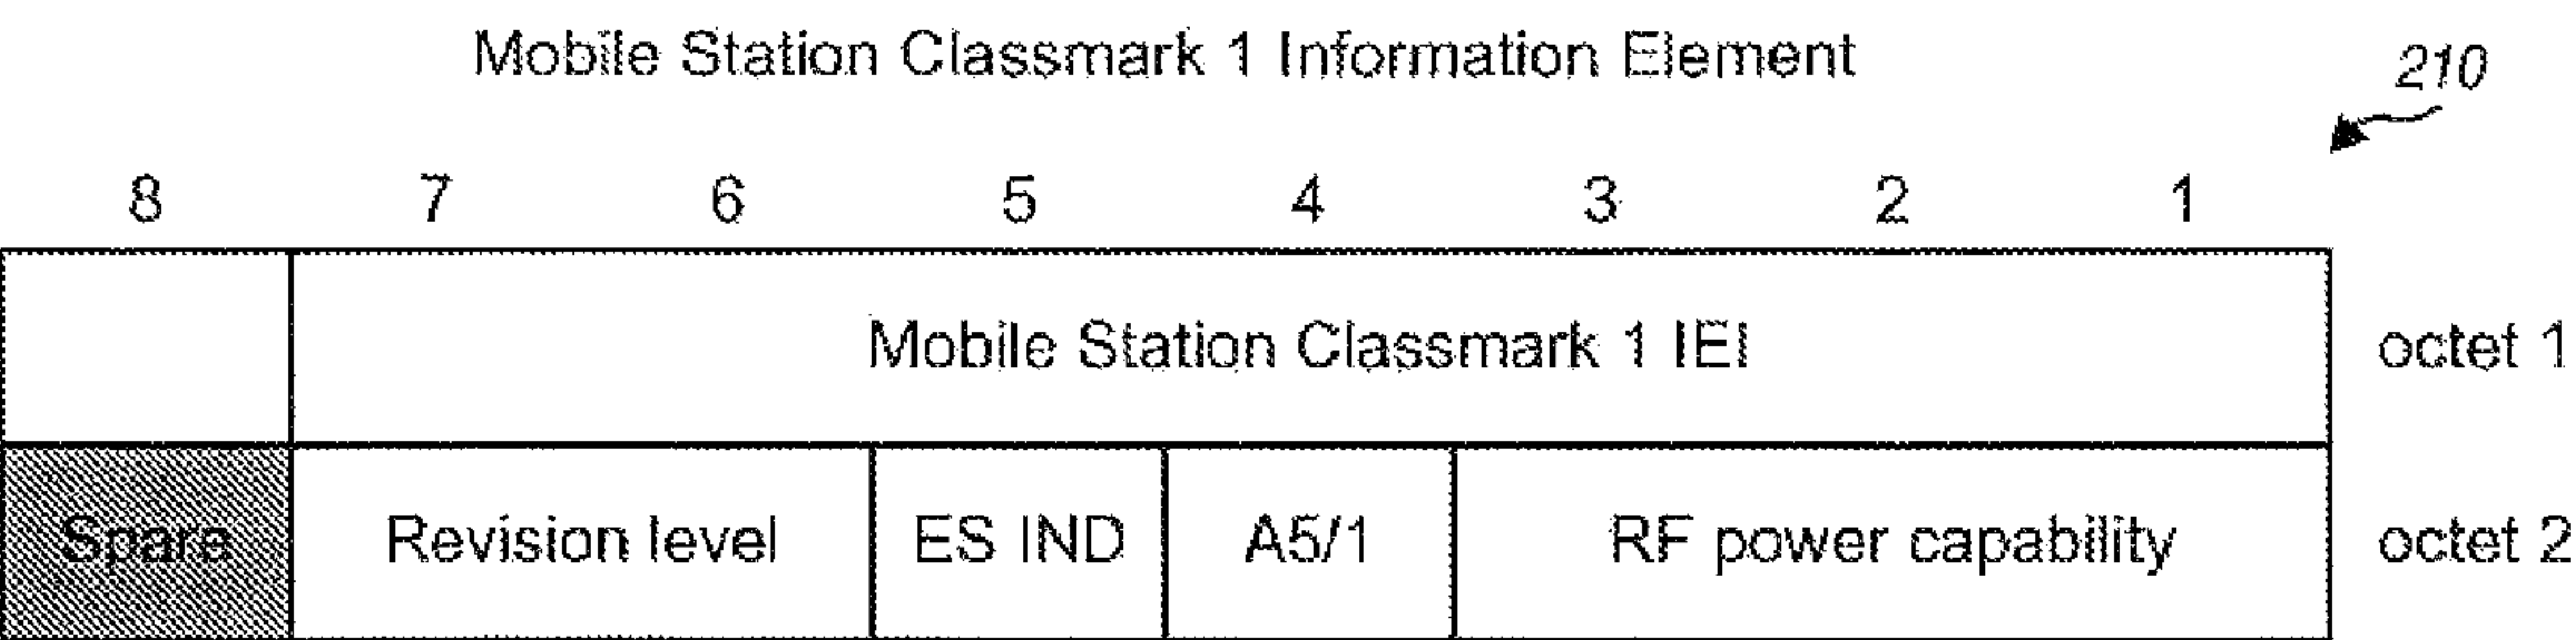 Mobile Station Classmark 1 Information Element
210
8 7 6 5 4 3 2 1
Mobile Station Classmark 1 IEI octet 1
Spare Revision level ES IND A5/1 RF power capability octet 2